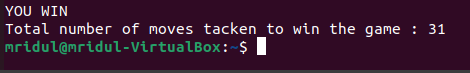 YOU WIN
Total number of moves tacken to win the game : 31
mridul@mridul-VirtualBox:~$